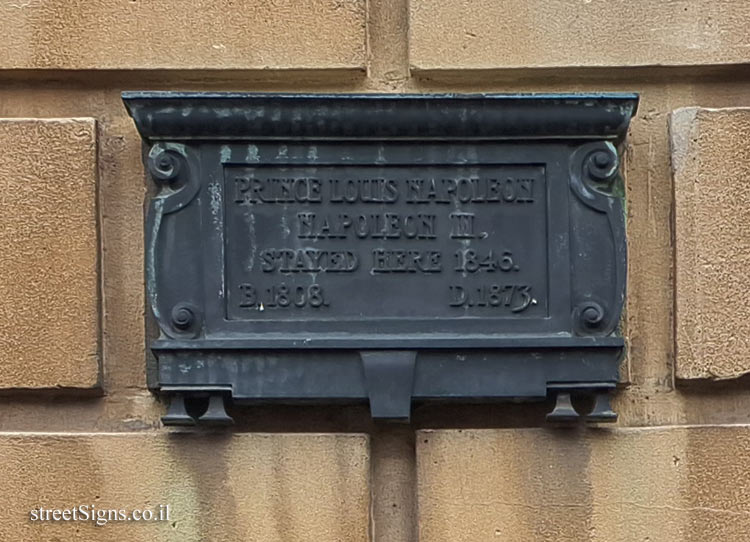 PRINCE LOUIS NAPOLEON
NAPOLEON III.
STAYED HERE 1846.
B. 1808. D. 1873.
streetSigns.co.il